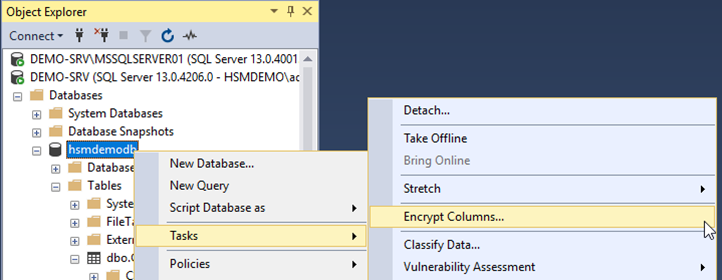 Object Explorer
Connect
DEMO-SRV\MSSQLSERVER01 (SQL Server 13.0.4001
DEMO-SRV (SQL Server 13.0.4206.0 - HSMDEMO\ad
Databases
System Databases
Database Snapshots
hsmdemodb
Database
Tables
Syste
FileTa
Extern
dbo.C
C
New Database...
New Query
Script Database as
Tasks
Policies
Detach...
Take Offline
Bring Online
Stretch
Encrypt Columns...
Classify Data...
Vulnerability Assessment